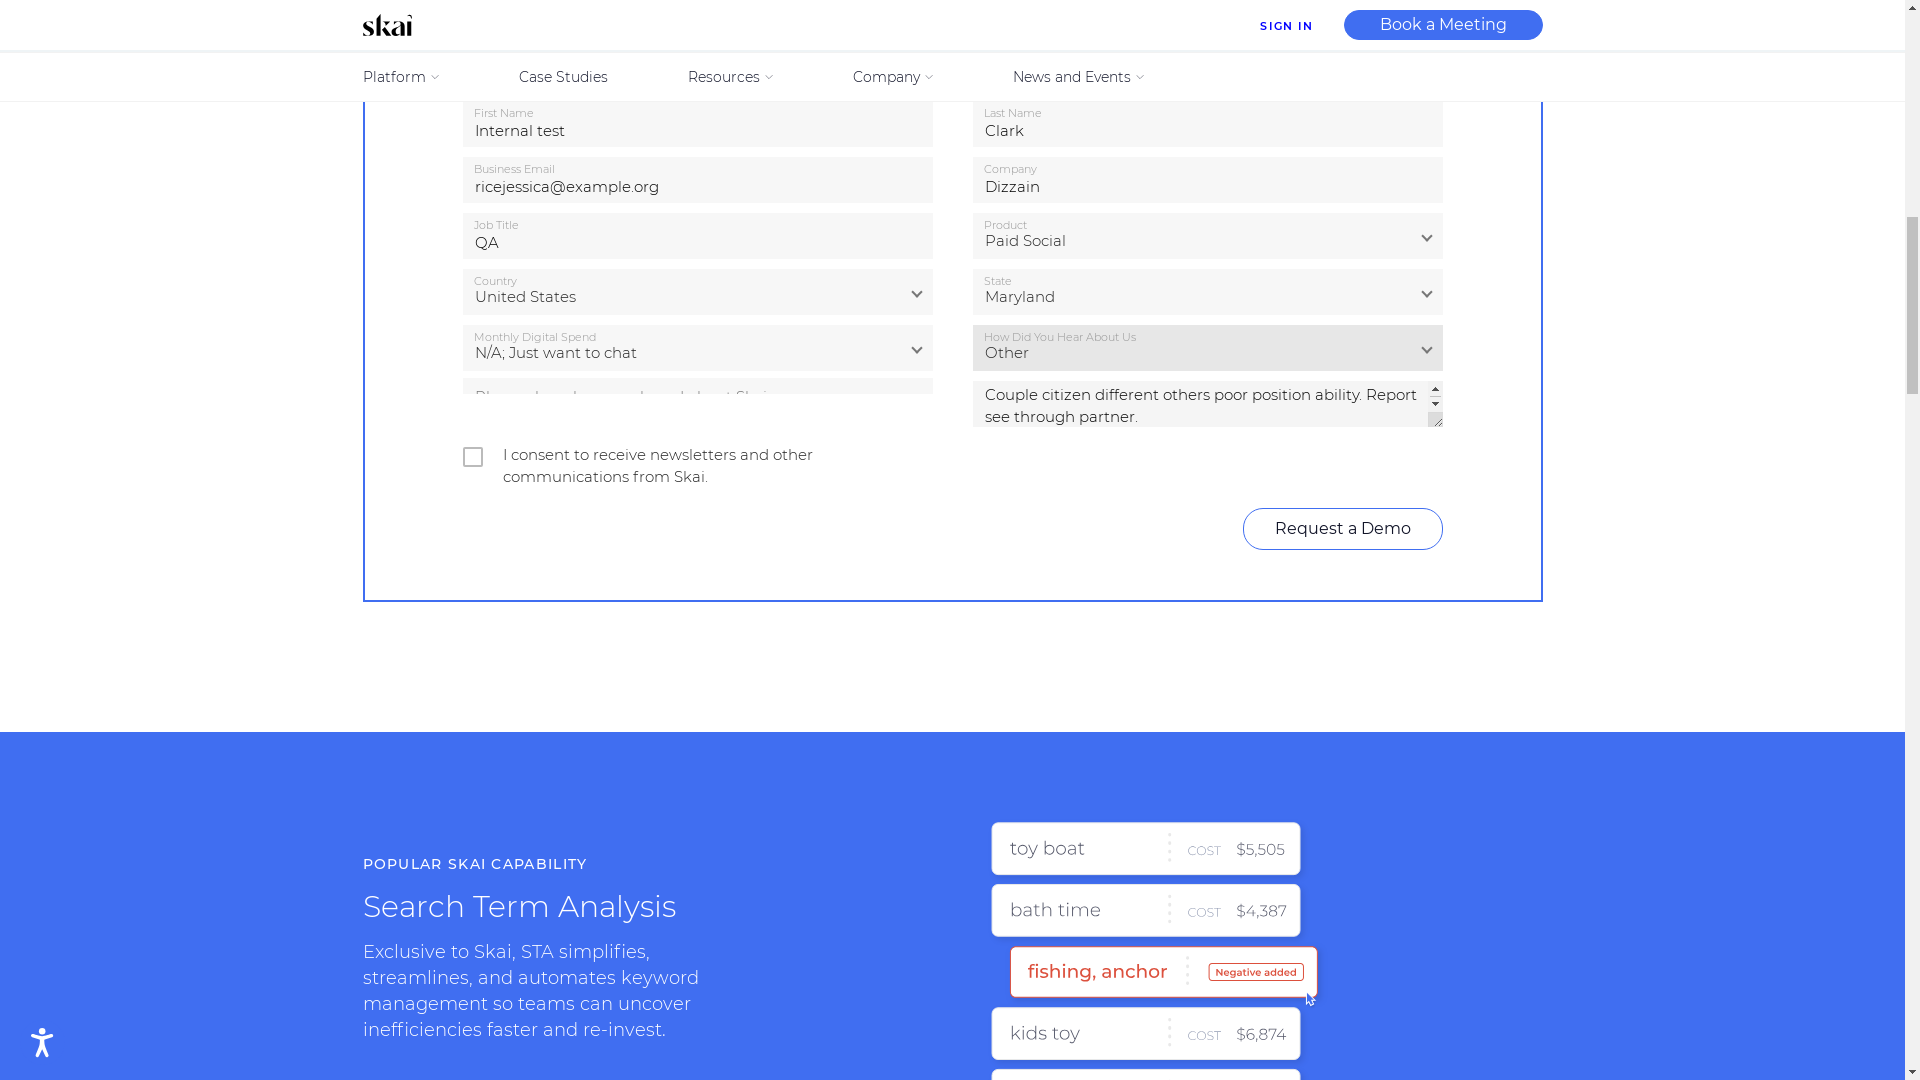 skai
SIGN IN
Book a Meeting
Platform
Case Studies
Resources
Company
News and Events
First Name
Internal test
Last Name
Clark
Business Email
ricejessica@example.org
Company
Dizzain
Job Title
QA
Product
Paid Social
Country
United States
State
Maryland
Monthly Digital Spend
N/A; Just want to chat
How Did You Hear About Us
Other
Couple citizen different others poor position ability. Report
see through partner.
I consent to receive newsletters and other
communications from Skai.
Request a Demo
POPULAR SKAI CAPABILITY
Search Term Analysis
Exclusive to Skai, STA simplifies,
streamlines, and automates keyword
management so teams can uncover
inefficiencies faster and re-invest.
toy boat COST $5,505
bath time COST $4,387
fishing, anchor Negative added
kids toy COST $6,874